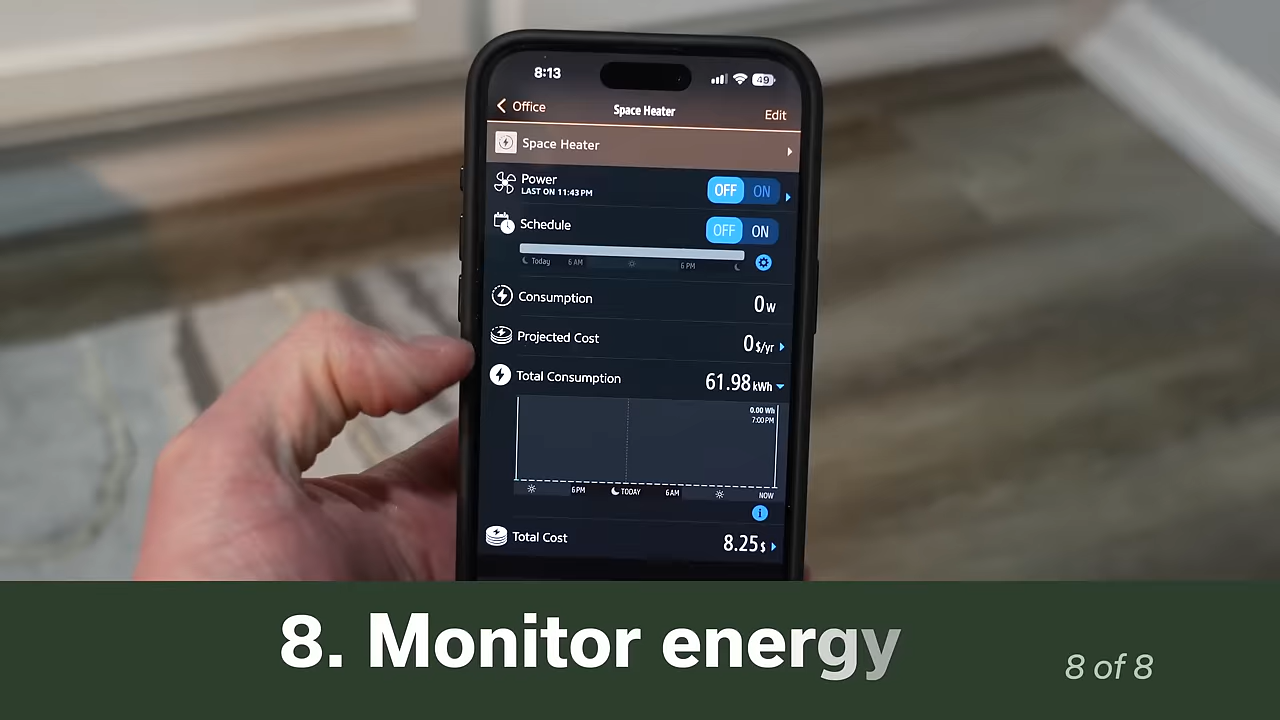 8:13
49
Office
Space Heater
Edit
Space Heater
Power
LAST ON 11:43 PM
OFF ON
Schedule
OFF ON
Today 6 AM 6 PM
Consumption
0 W
Projected Cost
0 $/yr
Total Consumption
61.98 kWh
0.00 Wh
7:00 PM
6 PM TODAY 6 AM NOW
Total Cost
8.25 $
8. Monitor energy
8 of 8